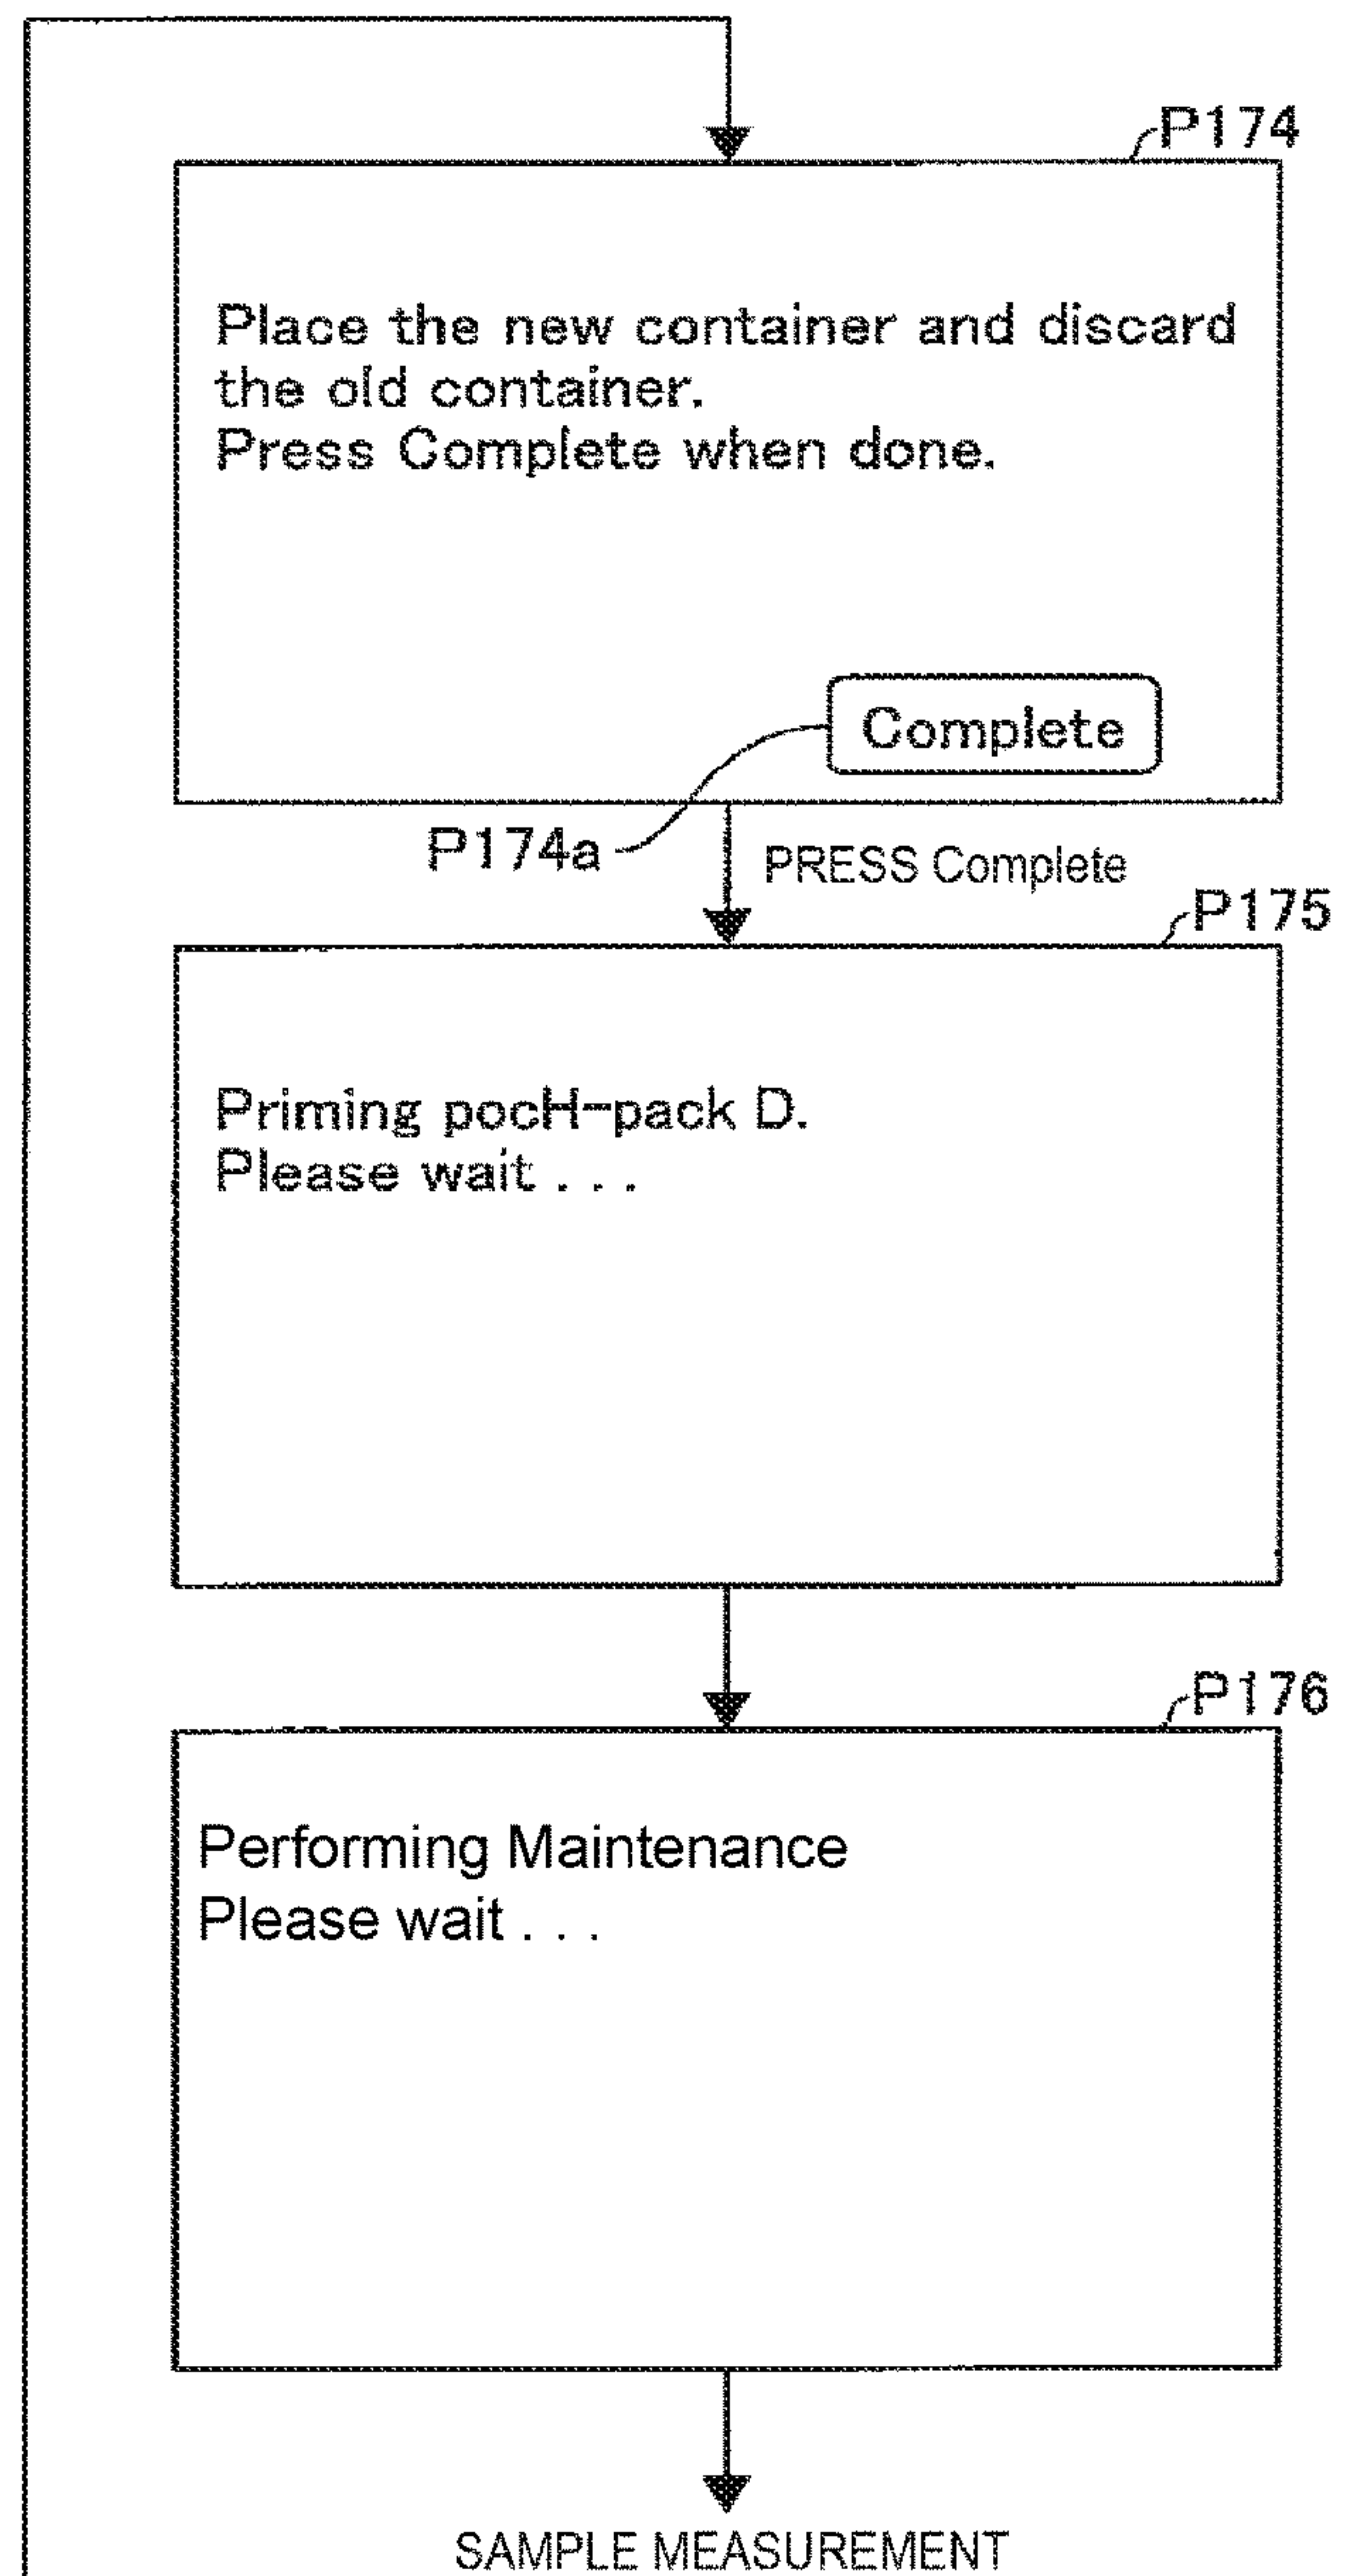 P174
Place the new container and discard
the old container.
Press Complete when done.
Complete
P174a
PRESS Complete
P175
Priming pocH-pack D.
Please wait . . .
P176
Performing Maintenance
Please wait . . .
SAMPLE MEASUREMENT